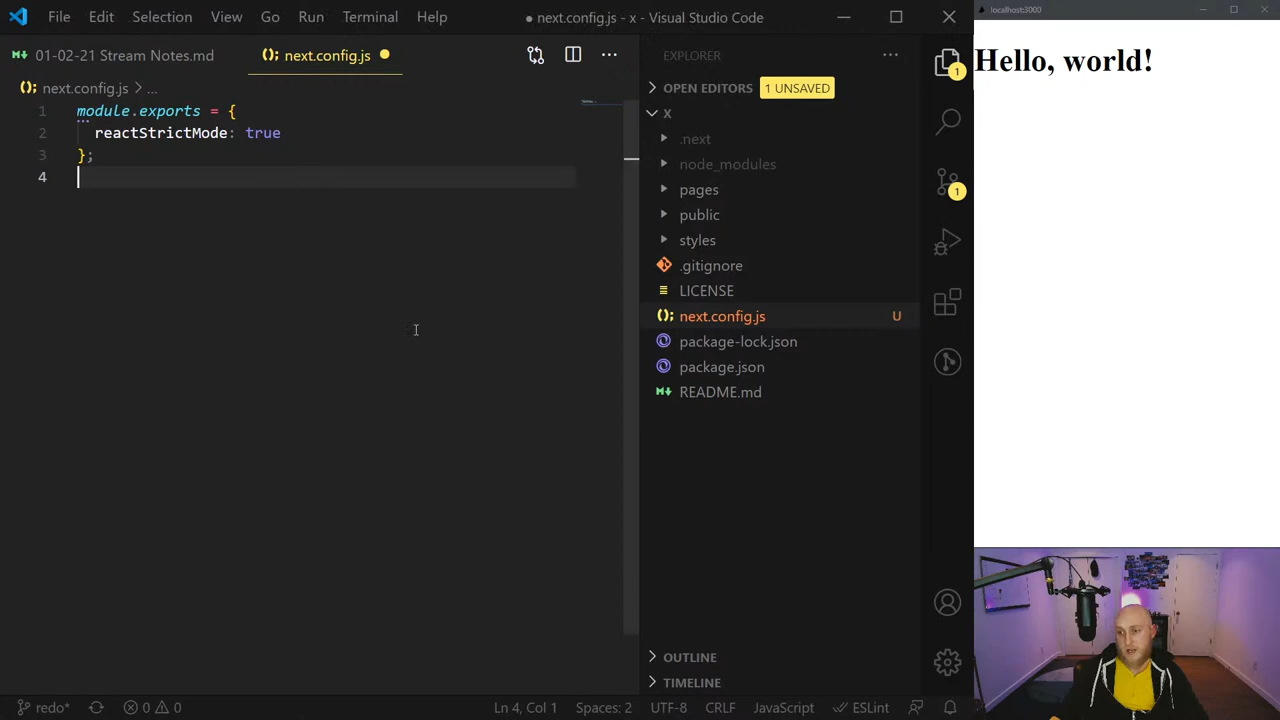 File Edit Selection View Go Run Terminal Help
● next.config.js - x - Visual Studio Code
localhost:3000
01-02-21 Stream Notes.md
next.config.js
next.config.js > ...
1 module.exports = {
2 reactStrictMode: true
3 };
4
EXPLORER
OPEN EDITORS 1 UNSAVED
X
.next
node_modules
pages
public
styles
.gitignore
LICENSE
next.config.js U
package-lock.json
package.json
README.md
OUTLINE
TIMELINE
1
1
Hello, world!
redo* 0 0 Ln 4, Col 1 Spaces: 2 UTF-8 CRLF JavaScript ESLint